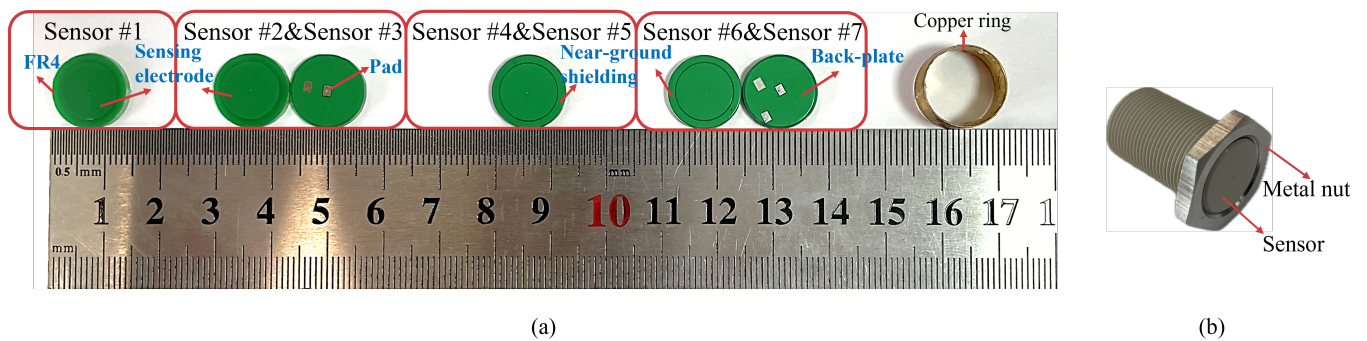 Sensor #1
Sensor #2&Sensor #3
Sensor #4&Sensor #5
Sensor #6&Sensor #7
Copper ring
FR4
Sensing
electrode
Pad
Near-ground
shielding
Back-plate
0.5 mm
mm
1 2 3 4 5 6 7 8 9 10 11 12 13 14 15 16 17 1
mm
Metal nut
Sensor
(a)
(b)